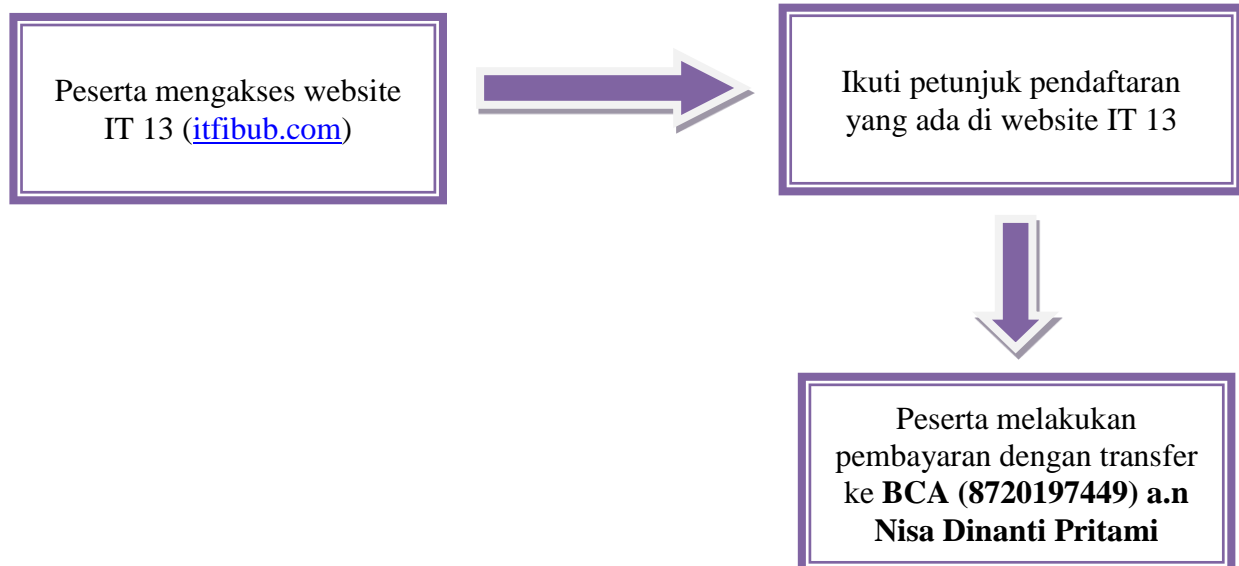 Peserta mengakses website
IT 13 (itfibub.com)
Ikuti petunjuk pendaftaran
yang ada di website IT 13
Peserta melakukan
pembayaran dengan transfer
ke BCA (8720197449) a.n
Nisa Dinanti Pritami